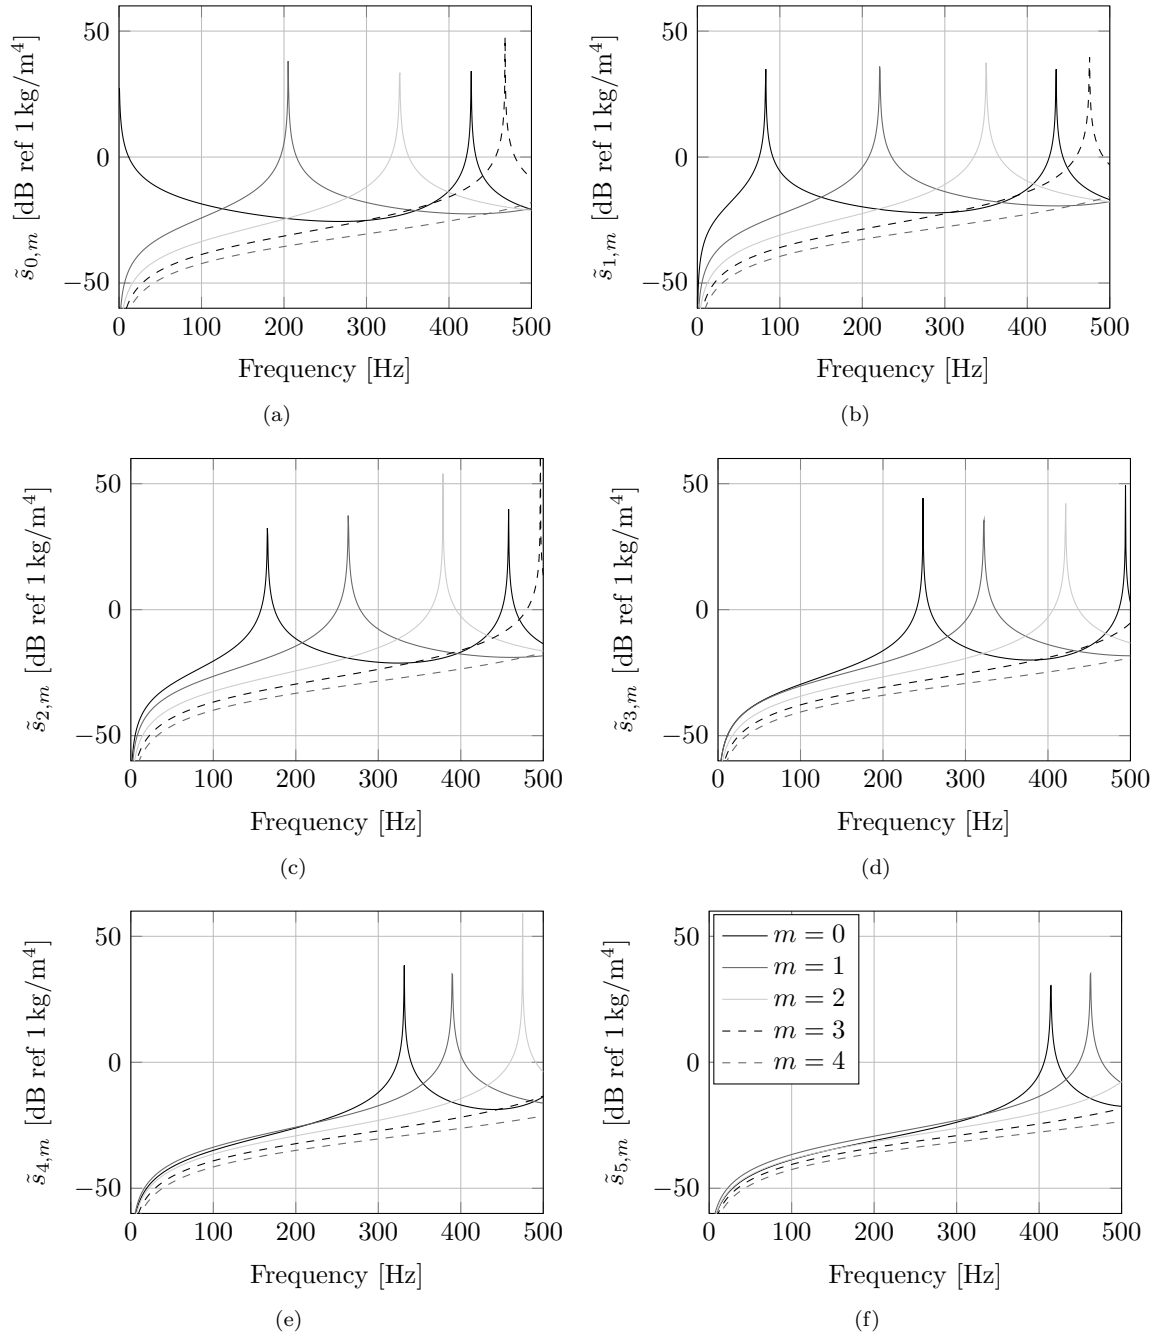 50
0
−50
0 100 200 300 400 500
Frequency [Hz]
s̃0,m [dB ref 1 kg/m⁴]
(a)
50
0
−50
0 100 200 300 400 500
Frequency [Hz]
s̃1,m [dB ref 1 kg/m⁴]
(b)
50
0
−50
0 100 200 300 400 500
Frequency [Hz]
s̃2,m [dB ref 1 kg/m⁴]
(c)
50
0
−50
0 100 200 300 400 500
Frequency [Hz]
s̃3,m [dB ref 1 kg/m⁴]
(d)
50
0
−50
0 100 200 300 400 500
Frequency [Hz]
s̃4,m [dB ref 1 kg/m⁴]
(e)
50
0
−50
0 100 200 300 400 500
Frequency [Hz]
s̃5,m [dB ref 1 kg/m⁴]
m = 0
m = 1
m = 2
m = 3
m = 4
(f)